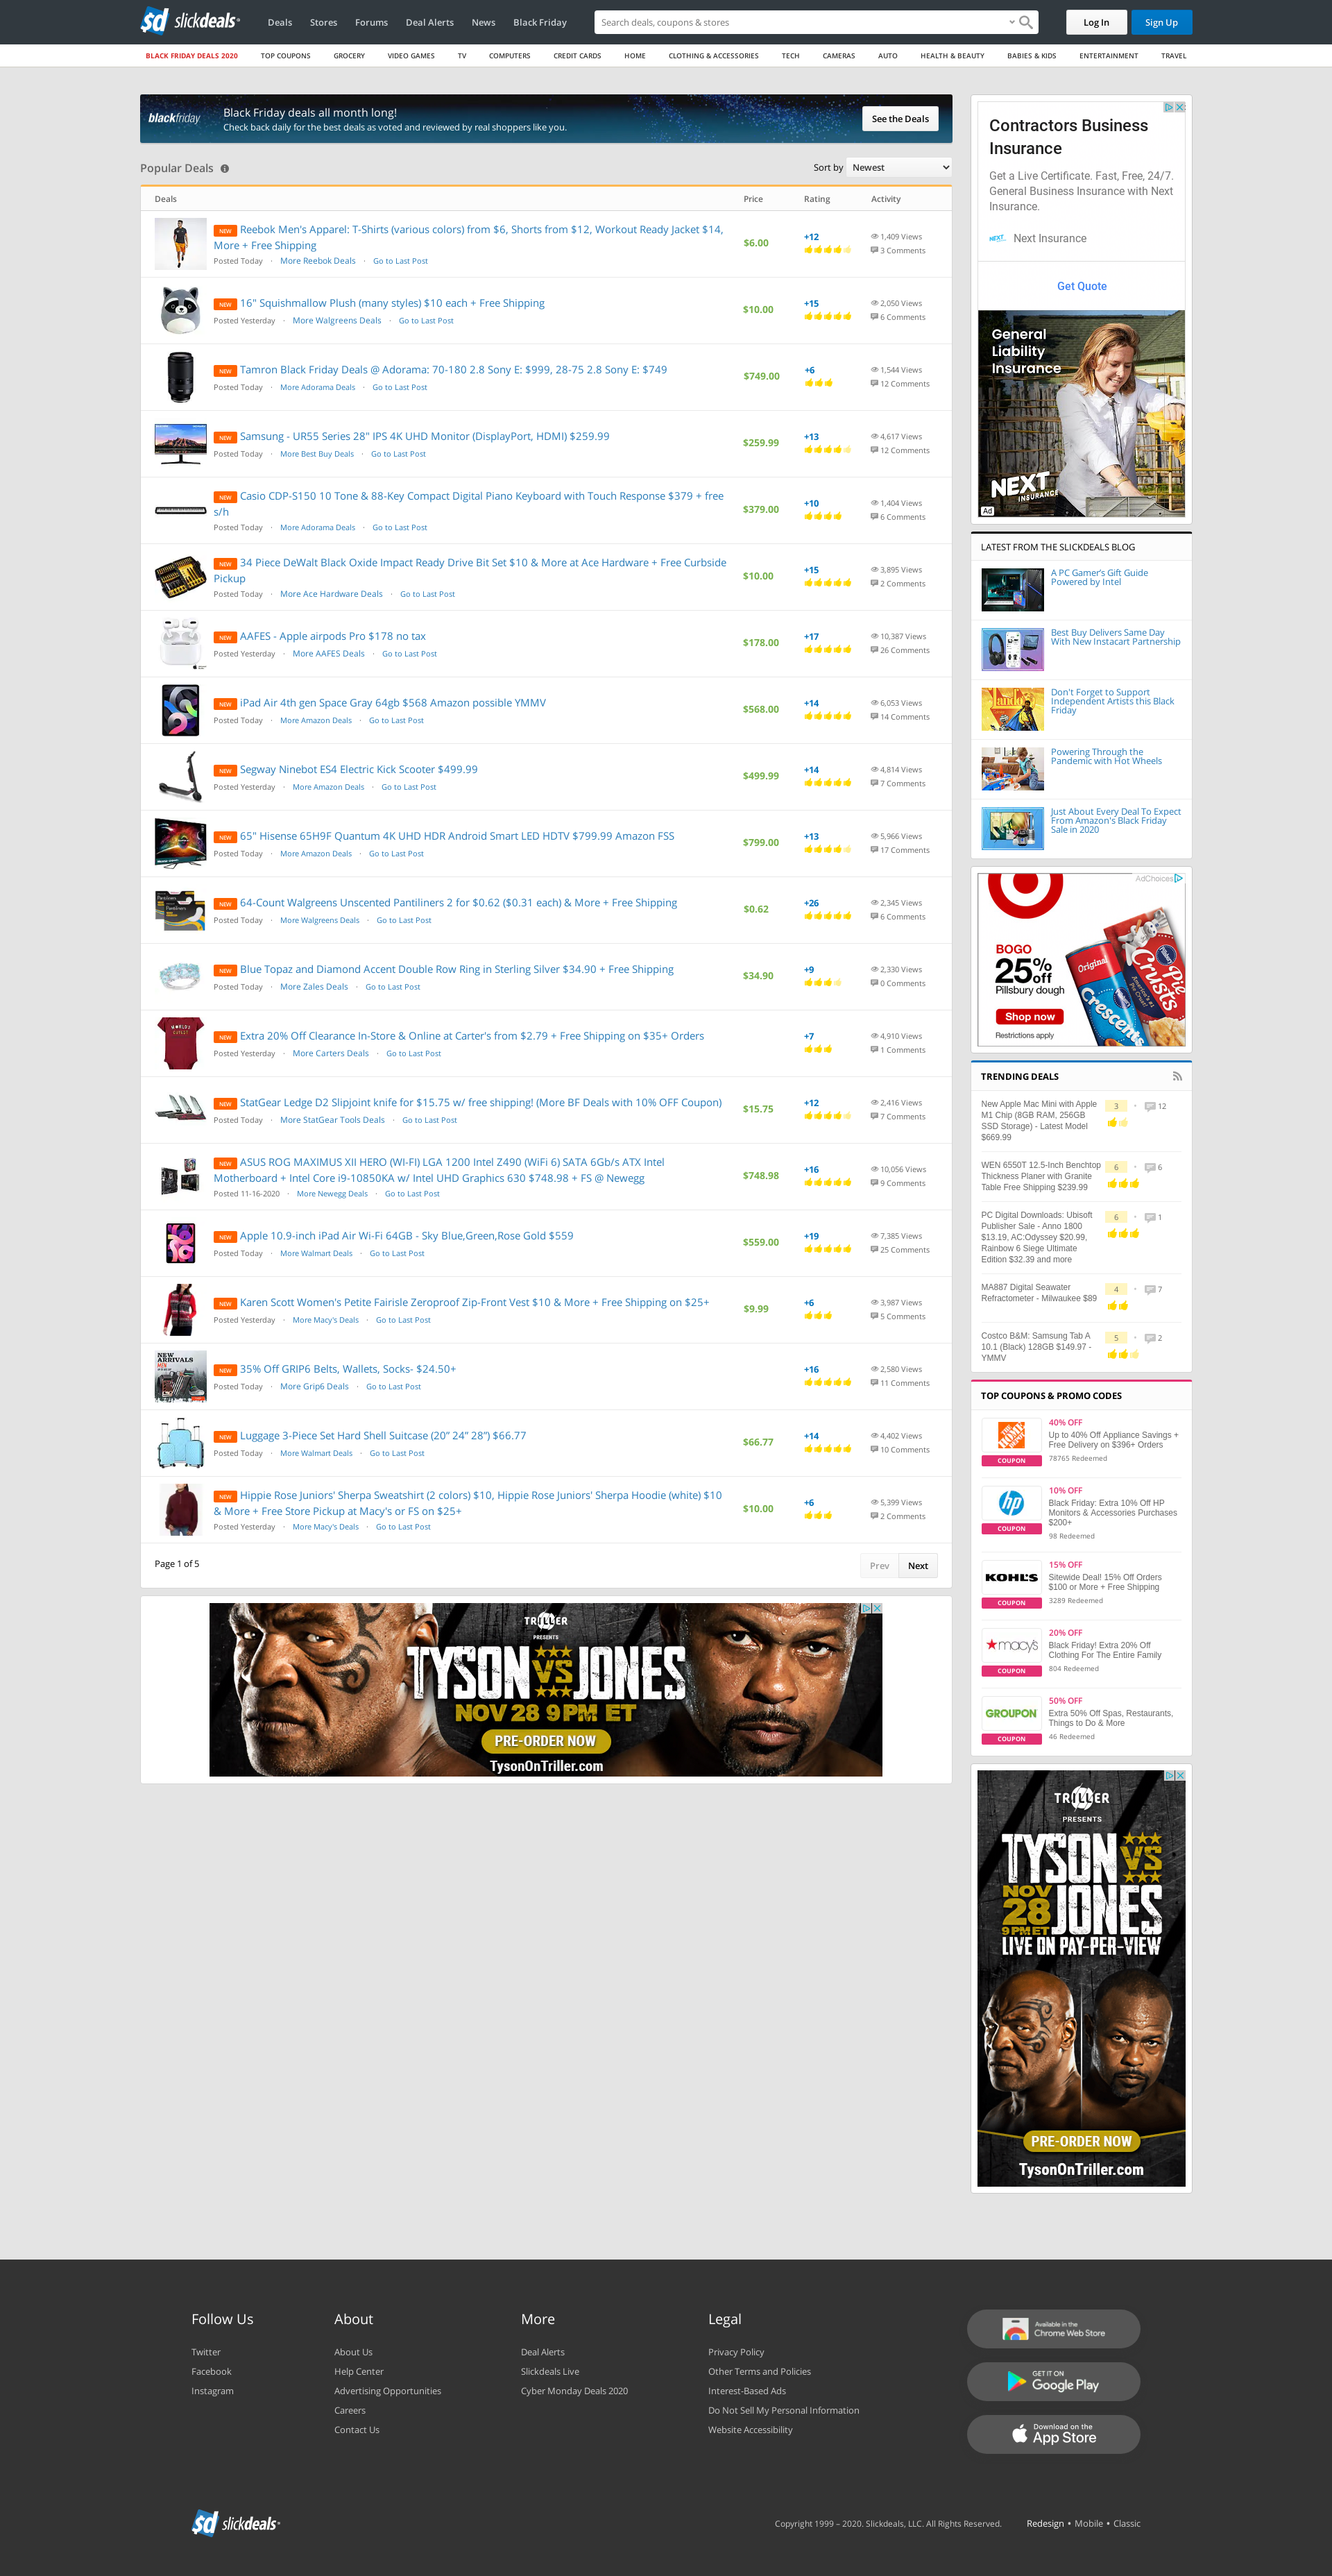 slickdeals
Deals Stores Forums Deal Alerts News Black Friday
Search deals, coupons & stores
Log In
Sign Up
BLACK FRIDAY DEALS 2020 TOP COUPONS GROCERY VIDEO GAMES TV COMPUTERS CREDIT CARDS HOME CLOTHING & ACCESSORIES TECH CAMERAS AUTO HEALTH & BEAUTY BABIES & KIDS ENTERTAINMENT TRAVEL
blackfriday
Black Friday deals all month long!
Check back daily for the best deals as voted and reviewed by real shoppers like you.
See the Deals
Popular Deals
Sort by Newest
Deals Price Rating Activity
NEW Reebok Men's Apparel: T-Shirts (various colors) from $6, Shorts from $12, Workout Ready Jacket $14,
More + Free Shipping
Posted Today · More Reebok Deals · Go to Last Post
$6.00
+12
1,409 Views
3 Comments
NEW 16" Squishmallow Plush (many styles) $10 each + Free Shipping
Posted Yesterday · More Walgreens Deals · Go to Last Post
$10.00
+15
2,050 Views
6 Comments
NEW Tamron Black Friday Deals @ Adorama: 70-180 2.8 Sony E: $999, 28-75 2.8 Sony E: $749
Posted Today · More Adorama Deals · Go to Last Post
$749.00
+6
1,544 Views
12 Comments
NEW Samsung - UR55 Series 28" IPS 4K UHD Monitor (DisplayPort, HDMI) $259.99
Posted Today · More Best Buy Deals · Go to Last Post
$259.99
+13
4,617 Views
12 Comments
NEW Casio CDP-S150 10 Tone & 88-Key Compact Digital Piano Keyboard with Touch Response $379 + free
s/h
Posted Today · More Adorama Deals · Go to Last Post
$379.00
+10
1,404 Views
6 Comments
NEW 34 Piece DeWalt Black Oxide Impact Ready Drive Bit Set $10 & More at Ace Hardware + Free Curbside
Pickup
Posted Today · More Ace Hardware Deals · Go to Last Post
$10.00
+15
3,895 Views
2 Comments
NEW AAFES - Apple airpods Pro $178 no tax
Posted Yesterday · More AAFES Deals · Go to Last Post
$178.00
+17
10,387 Views
26 Comments
NEW iPad Air 4th gen Space Gray 64gb $568 Amazon possible YMMV
Posted Today · More Amazon Deals · Go to Last Post
$568.00
+14
6,053 Views
14 Comments
NEW Segway Ninebot ES4 Electric Kick Scooter $499.99
Posted Yesterday · More Amazon Deals · Go to Last Post
$499.99
+14
4,814 Views
7 Comments
NEW 65" Hisense 65H9F Quantum 4K UHD HDR Android Smart LED HDTV $799.99 Amazon FSS
Posted Today · More Amazon Deals · Go to Last Post
$799.00
+13
5,966 Views
17 Comments
NEW 64-Count Walgreens Unscented Pantiliners 2 for $0.62 ($0.31 each) & More + Free Shipping
Posted Today · More Walgreens Deals · Go to Last Post
$0.62
+26
2,345 Views
6 Comments
NEW Blue Topaz and Diamond Accent Double Row Ring in Sterling Silver $34.90 + Free Shipping
Posted Today · More Zales Deals · Go to Last Post
$34.90
+9
2,330 Views
0 Comments
NEW Extra 20% Off Clearance In-Store & Online at Carter's from $2.79 + Free Shipping on $35+ Orders
Posted Yesterday · More Carters Deals · Go to Last Post
+7
4,910 Views
1 Comments
NEW StatGear Ledge D2 Slipjoint knife for $15.75 w/ free shipping! (More BF Deals with 10% OFF Coupon)
Posted Today · More StatGear Tools Deals · Go to Last Post
$15.75
+12
2,416 Views
7 Comments
NEW ASUS ROG MAXIMUS XII HERO (WI-FI) LGA 1200 Intel Z490 (WiFi 6) SATA 6Gb/s ATX Intel
Motherboard + Intel Core i9-10850KA w/ Intel UHD Graphics 630 $748.98 + FS @ Newegg
Posted 11-16-2020 · More Newegg Deals · Go to Last Post
$748.98
+16
10,056 Views
9 Comments
NEW Apple 10.9-inch iPad Air Wi-Fi 64GB - Sky Blue,Green,Rose Gold $559
Posted Today · More Walmart Deals · Go to Last Post
$559.00
+19
7,385 Views
25 Comments
NEW Karen Scott Women's Petite Fairisle Zeroproof Zip-Front Vest $10 & More + Free Shipping on $25+
Posted Yesterday · More Macy's Deals · Go to Last Post
$9.99
+6
3,987 Views
5 Comments
NEW ARRIVALS
MEN
NEW 35% Off GRIP6 Belts, Wallets, Socks- $24.50+
Posted Today · More Grip6 Deals · Go to Last Post
+16
2,580 Views
11 Comments
NEW Luggage 3-Piece Set Hard Shell Suitcase (20” 24” 28”) $66.77
Posted Today · More Walmart Deals · Go to Last Post
$66.77
+14
4,402 Views
10 Comments
NEW Hippie Rose Juniors' Sherpa Sweatshirt (2 colors) $10, Hippie Rose Juniors' Sherpa Hoodie (white) $10
& More + Free Store Pickup at Macy's or FS on $25+
Posted Yesterday · More Macy's Deals · Go to Last Post
$10.00
+6
5,399 Views
2 Comments
Page 1 of 5
Prev Next
TRILLER
PRESENTS
TYSON VS JONES
NOV 28 9PM ET
PRE-ORDER NOW
TysonOnTriller.com
Contractors Business
Insurance
Get a Live Certificate. Fast, Free, 24/7.
General Business Insurance with Next
Insurance.
NEXT
Next Insurance
Get Quote
General
Liability
Insurance
NEXT
INSURANCE
Ad
LATEST FROM THE SLICKDEALS BLOG
A PC Gamer's Gift Guide
Powered by Intel
Best Buy Delivers Same Day
With New Instacart Partnership
Don't Forget to Support
Independent Artists this Black
Friday
Powering Through the
Pandemic with Hot Wheels
Just About Every Deal To Expect
From Amazon's Black Friday
Sale in 2020
AdChoices
BOGO
25% off
Pillsbury dough
Shop now
Restrictions apply
Original
Crescents
Pie
Crusts
TRENDING DEALS
New Apple Mac Mini with Apple
M1 Chip (8GB RAM, 256GB
SSD Storage) - Latest Model
$669.99
3 • 12
WEN 6550T 12.5-Inch Benchtop
Thickness Planer with Granite
Table Free Shipping $239.99
6 • 6
PC Digital Downloads: Ubisoft
Publisher Sale - Anno 1800
$13.19, AC:Odyssey $20.99,
Rainbow 6 Siege Ultimate
Edition $32.39 and more
6 • 1
MA887 Digital Seawater
Refractometer - Milwaukee $89
4 • 7
Costco B&M: Samsung Tab A
10.1 (Black) 128GB $149.97 -
YMMV
5 • 2
TOP COUPONS & PROMO CODES
COUPON
40% OFF
Up to 40% Off Appliance Savings +
Free Delivery on $396+ Orders
78765 Redeemed
hp
COUPON
10% OFF
Black Friday: Extra 10% Off HP
Monitors & Accessories Purchases
$200+
98 Redeemed
KOHL'S
COUPON
15% OFF
Sitewide Deal! 15% Off Orders
$100 or More + Free Shipping
3289 Redeemed
macy's
COUPON
20% OFF
Black Friday! Extra 20% Off
Clothing For The Entire Family
804 Redeemed
GROUPON
COUPON
50% OFF
Extra 50% Off Spas, Restaurants,
Things to Do & More
46 Redeemed
TRILLER
PRESENTS
TYSON VS
NOV 28 JONES
9PM ET
LIVE ON PAY-PER-VIEW
PRE-ORDER NOW
TysonOnTriller.com
Follow Us
Twitter
Facebook
Instagram
About
About Us
Help Center
Advertising Opportunities
Careers
Contact Us
More
Deal Alerts
Slickdeals Live
Cyber Monday Deals 2020
Legal
Privacy Policy
Other Terms and Policies
Interest-Based Ads
Do Not Sell My Personal Information
Website Accessibility
Available in the
Chrome Web Store
GET IT ON
Google Play
Download on the
App Store
slickdeals
Copyright 1999 – 2020. Slickdeals, LLC. All Rights Reserved.
Redesign • Mobile • Classic